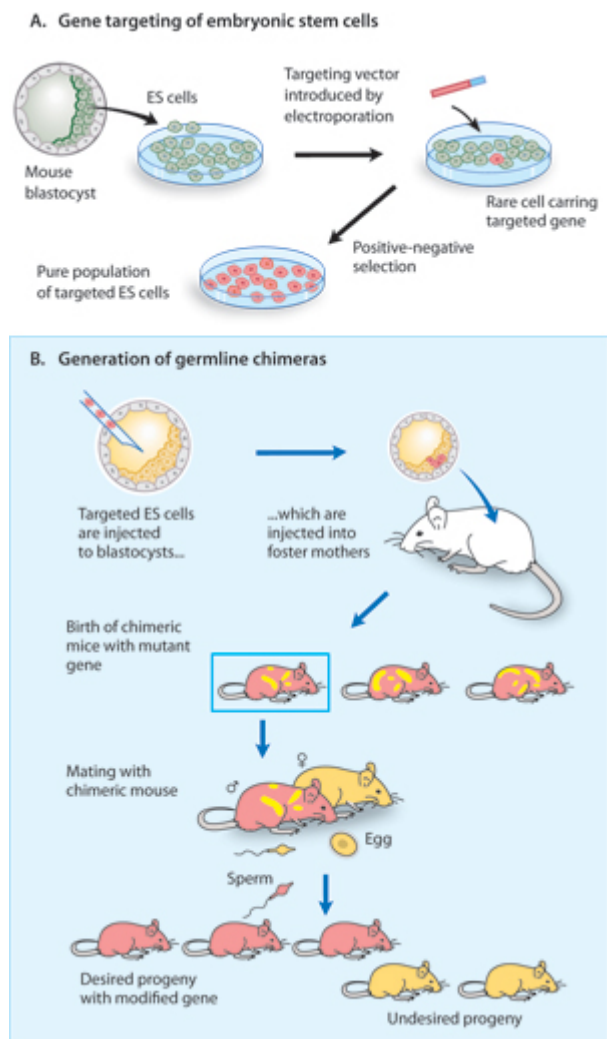 A. Gene targeting of embryonic stem cells
ES cells
Targeting vector
introduced by
electroporation
Mouse
blastocyst
Rare cell carring
targeted gene
Positive-negative
selection
Pure population
of targeted ES cells
B. Generation of germline chimeras
Targeted ES cells
are injected
to blastocysts...
...which are
injected into
foster mothers
Birth of chimeric
mice with mutant
gene
Mating with
chimeric mouse
♂
♀
Egg
Sperm
Desired progeny
with modified gene
Undesired progeny